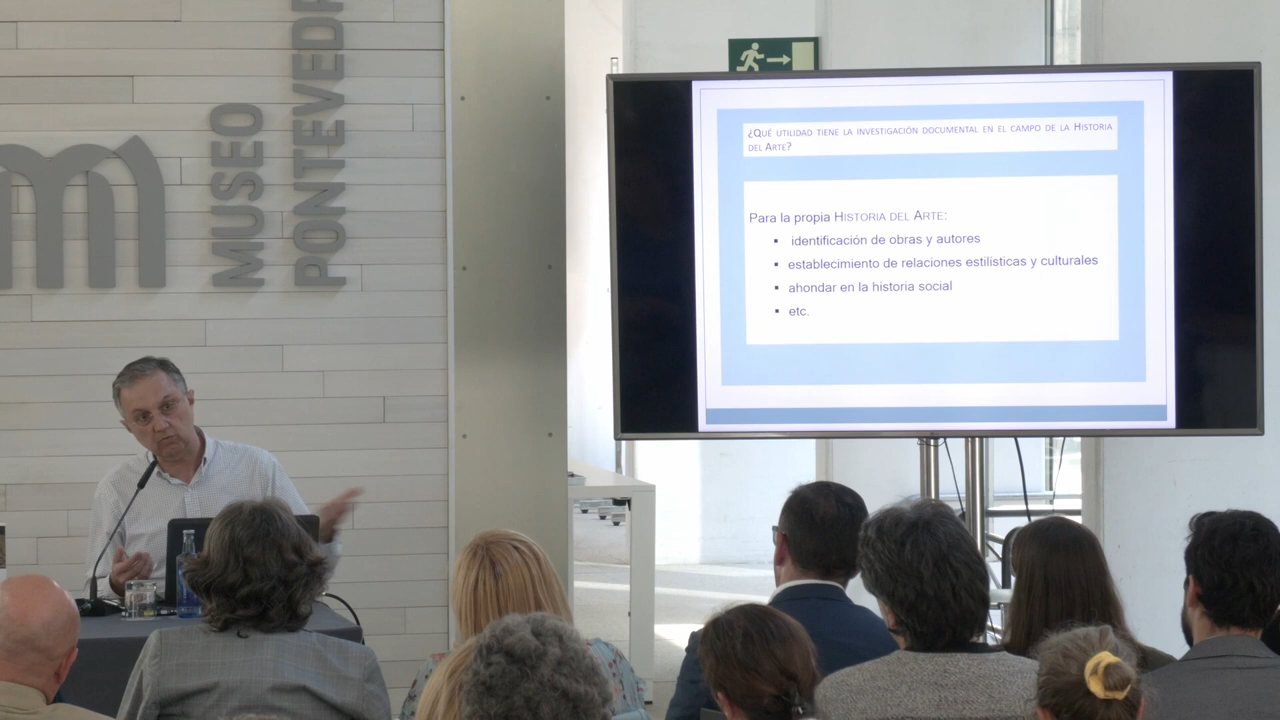 MUSEO
PONTEVEDR
¿Qué utilidad tiene la investigación documental en el campo de la Historia
del Arte?
Para la propia Historia del Arte:
▪ identificación de obras y autores
▪ establecimiento de relaciones estilísticas y culturales
▪ ahondar en la historia social
▪ etc.